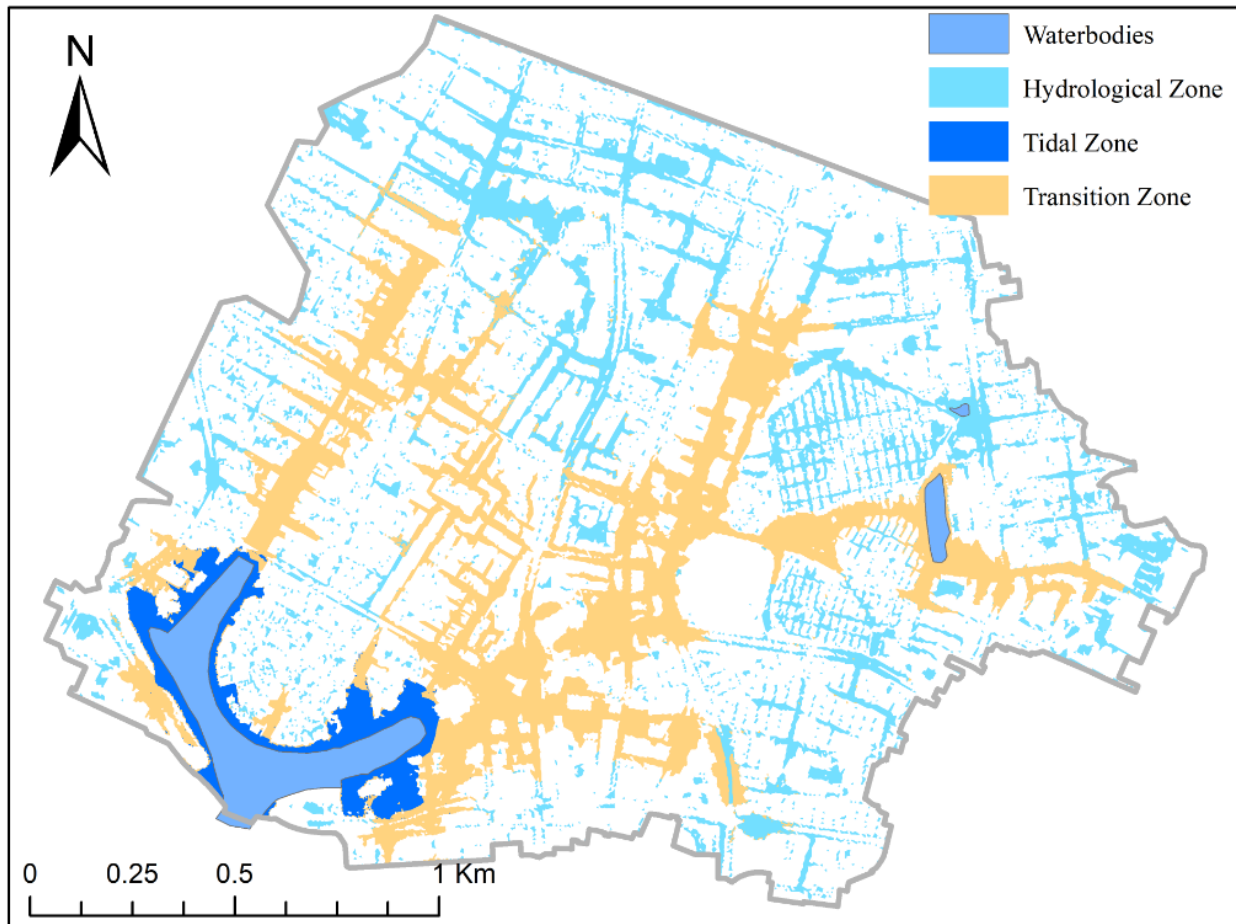 N
Waterbodies
Hydrological Zone
Tidal Zone
Transition Zone
0 0.25 0.5 1 Km